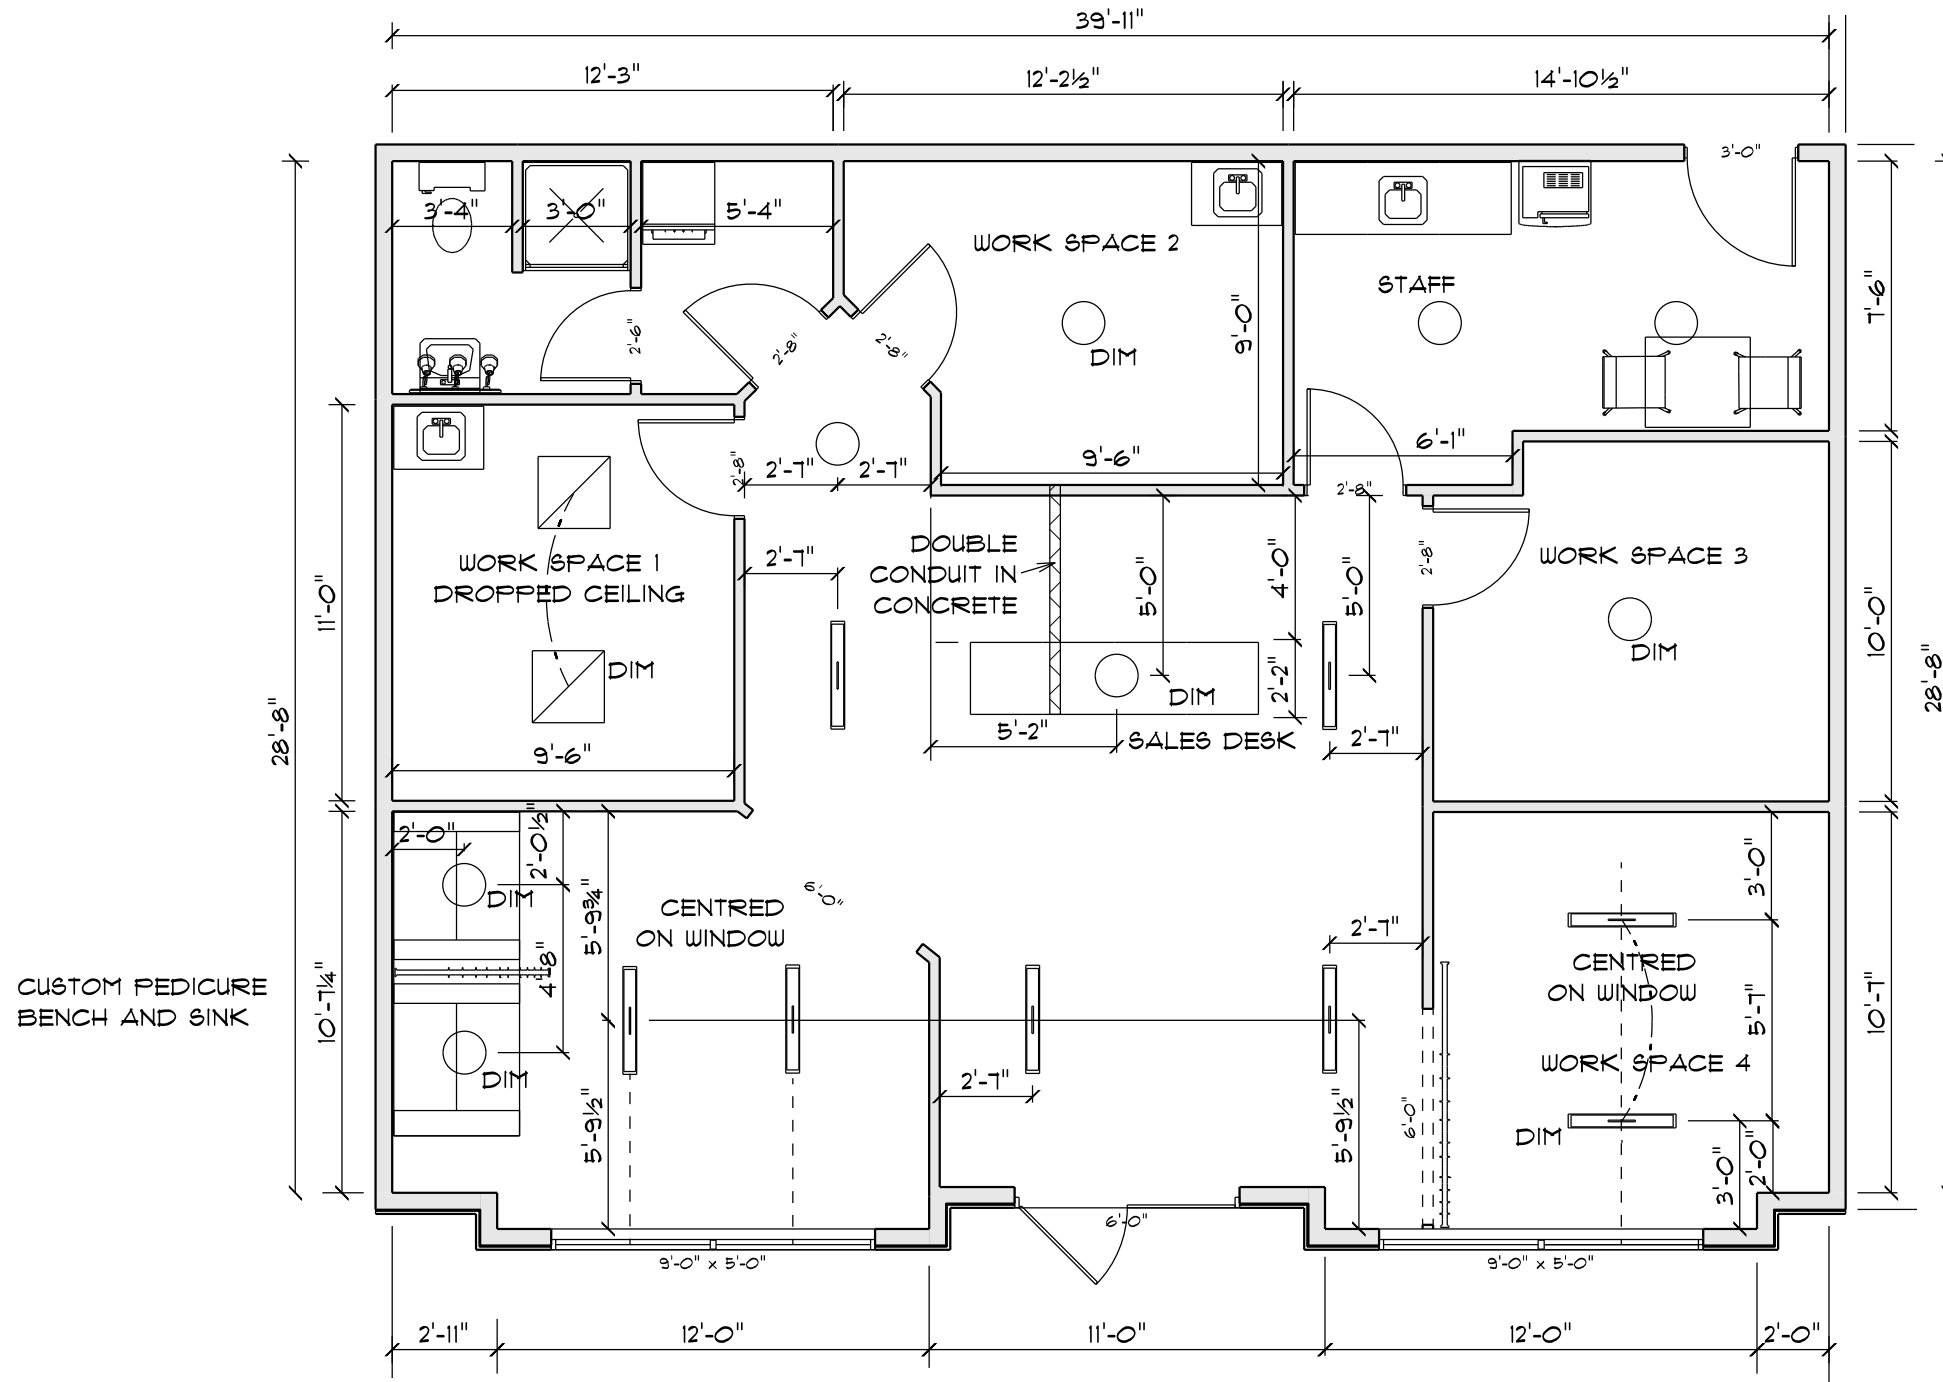 39'-11"
12'-3"
12'-2½"
14'-10½"
3'-0"
3'-4"
3'-0"
5'-4"
WORK SPACE 2
STAFF
7'-6"
9'-0"
2'-6"
2'-8"
2'-8"
DIM
6'-1"
9'-6"
2'-7"
2'-7"
2'-8"
2'-8"
DOUBLE
CONDUIT IN
CONCRETE
WORK SPACE 1
DROPPED CEILING
2'-7"
5'-0"
4'-0"
5'-0"
2'-8"
WORK SPACE 3
11'-0"
10'-0"
DIM
DIM
DIM
2'-2"
28'-8"
28'-8"
5'-2"
SALES DESK
2'-7"
9'-6"
2'-0"
2'-0½"
3'-0"
DIM
5'-9¾"
6'-0"
CENTRED
ON WINDOW
2'-7"
4'-8"
CENTRED
ON WINDOW
CUSTOM PEDICURE
BENCH AND SINK
10'-7¼"
5'-7"
10'-7"
WORK SPACE 4
DIM
2'-7"
5'-9½"
5'-9½"
6'-0"
DIM
3'-0"
2'-0"
6'-0"
9'-0" x 5'-0"
9'-0" x 5'-0"
2'-11"
12'-0"
11'-0"
12'-0"
2'-0"